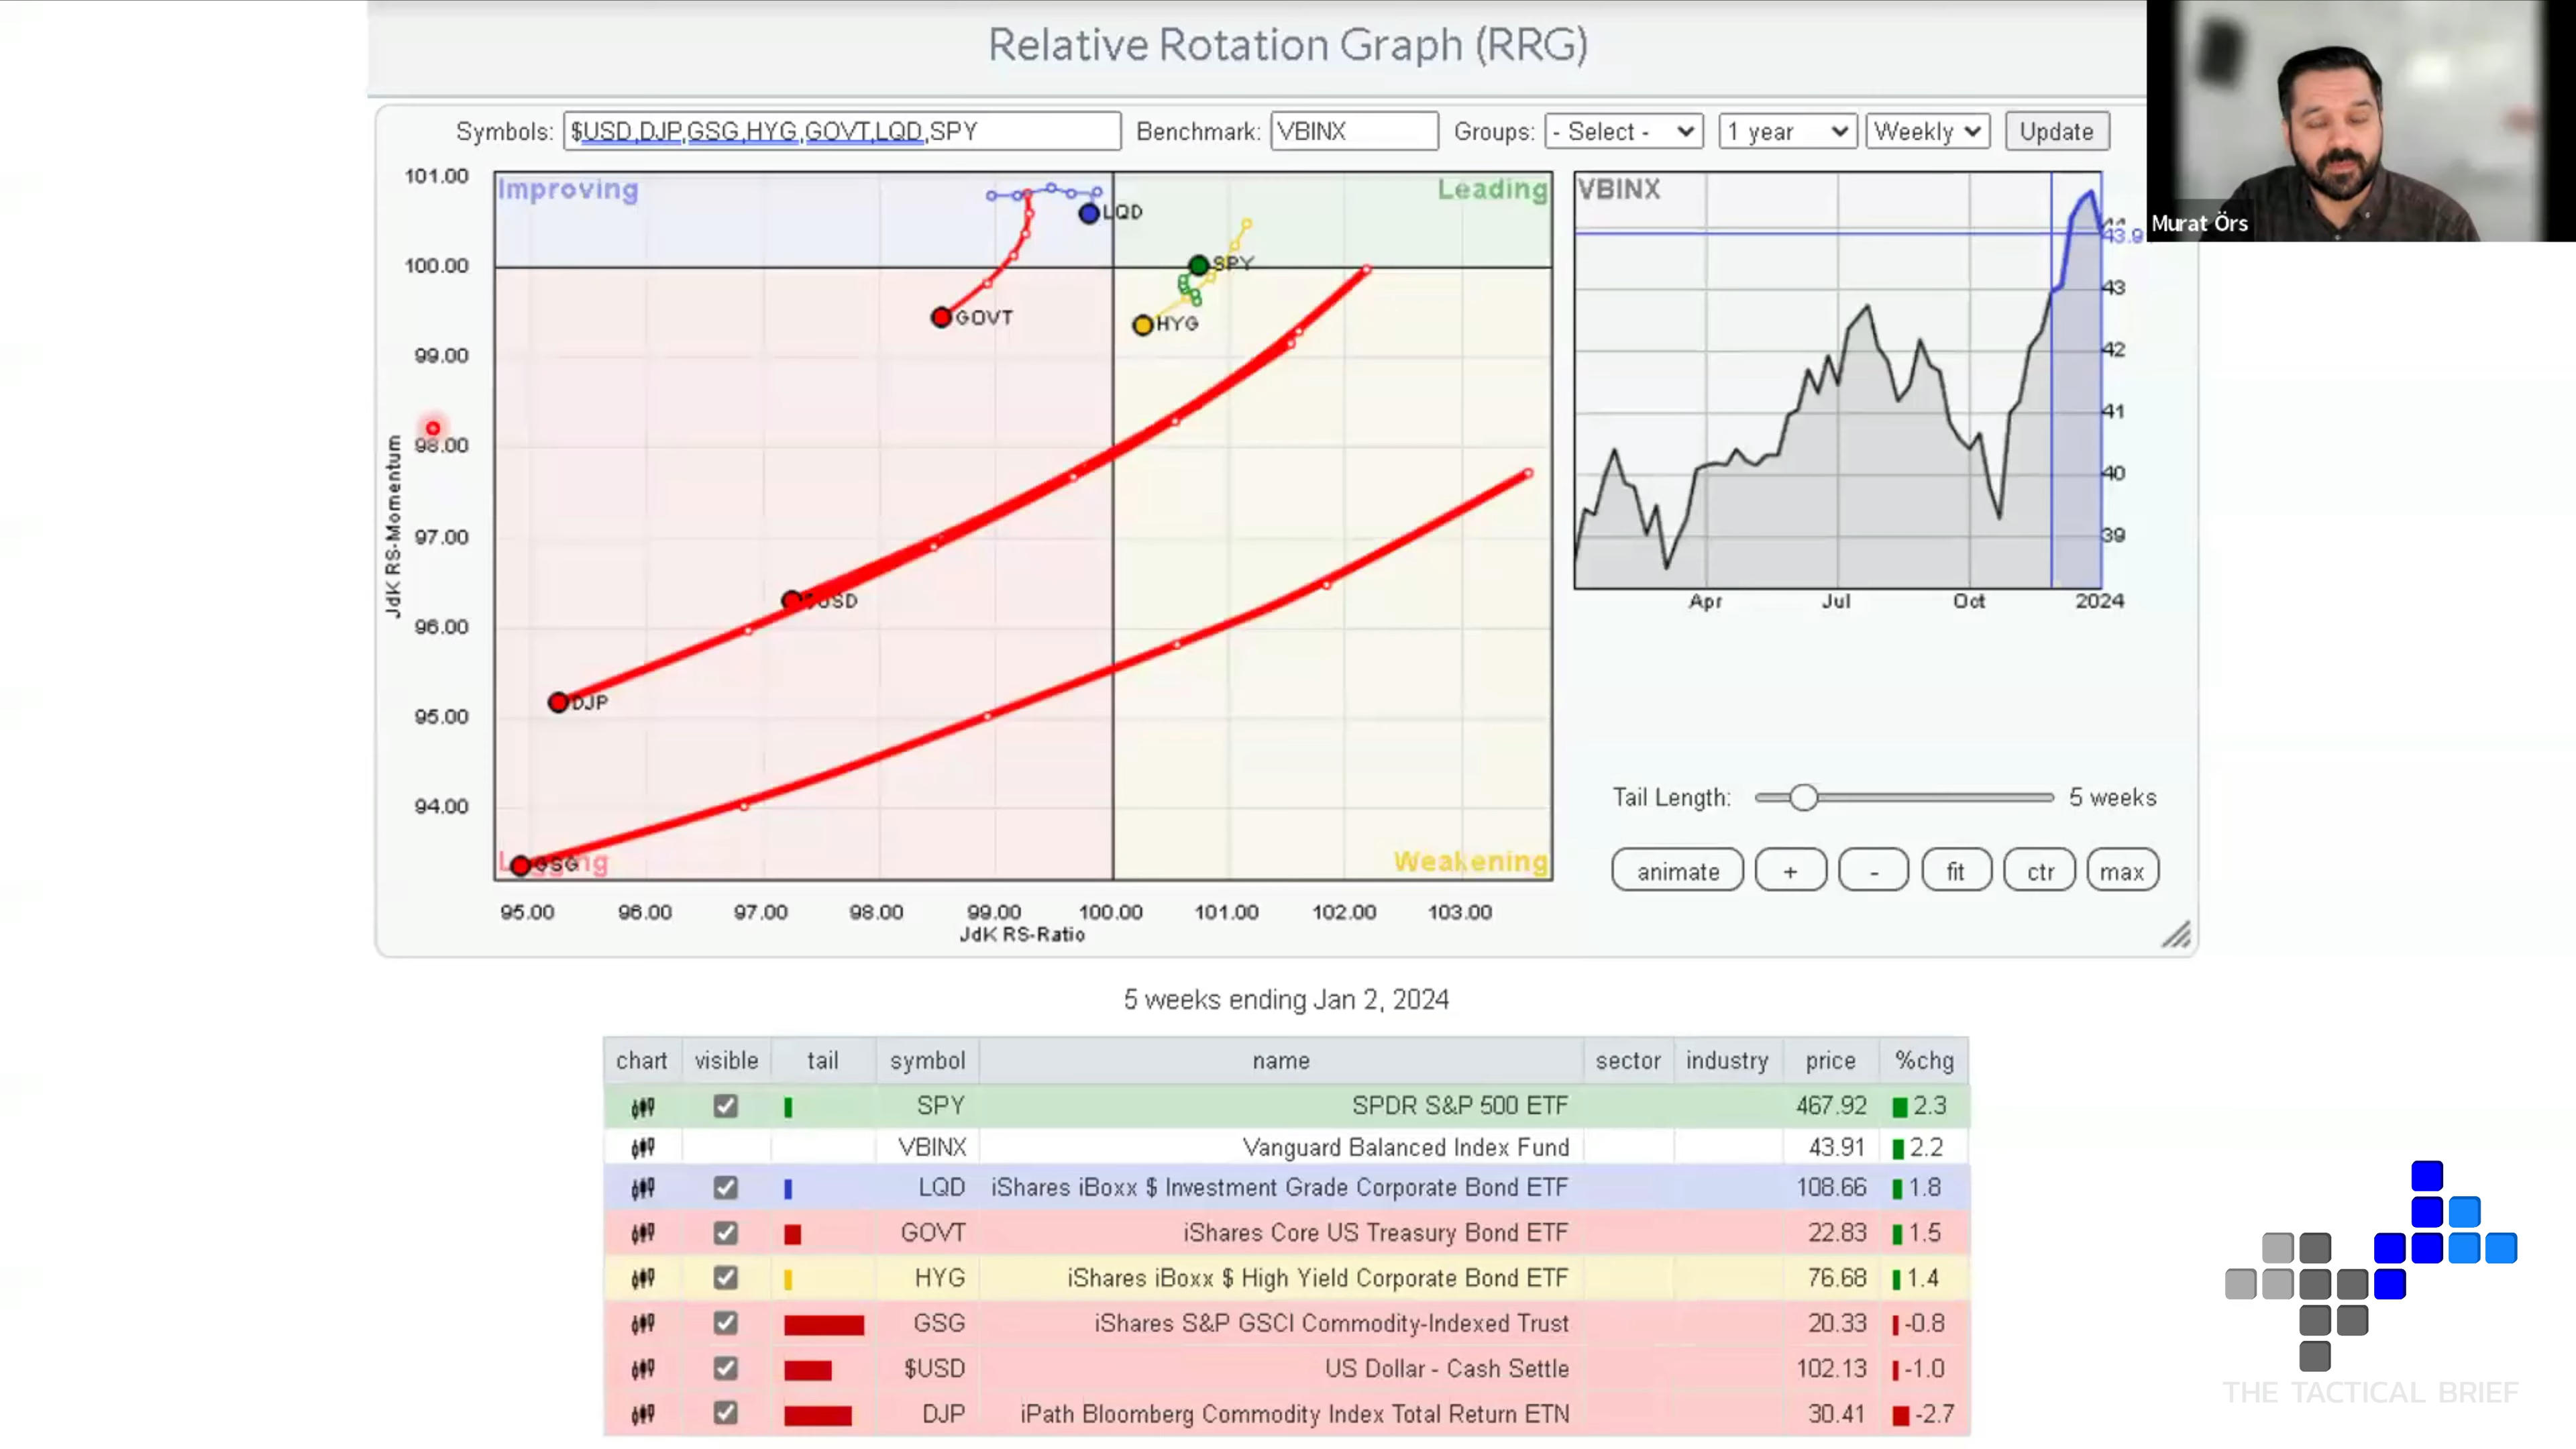 Relative Rotation Graph (RRG)
Symbols: $USD,DJP,GSG,HYG,GOVT,LQD,SPY Benchmark: VBINX Groups: - Select - 1 year Weekly Update
Murat Örs
101.00
100.00
99.00
98.00
97.00
96.00
95.00
94.00
JdK RS-Momentum
Improving
Leading
Weakening
LQD
SPY
GOVT
HYG
DJP
GSG
95.00 96.00 97.00 98.00 99.00 100.00 101.00 102.00 103.00
JdK RS-Ratio
VBINX
43.9
43
42
41
40
39
Apr Jul Oct 2024
Tail Length: 5 weeks
animate + - fit ctr max
5 weeks ending Jan 2, 2024
chart visible tail symbol name sector industry price %chg
SPY SPDR S&P 500 ETF 467.92 2.3
VBINX Vanguard Balanced Index Fund 43.91 2.2
LQD iShares iBoxx $ Investment Grade Corporate Bond ETF 108.66 1.8
GOVT iShares Core US Treasury Bond ETF 22.83 1.5
HYG iShares iBoxx $ High Yield Corporate Bond ETF 76.68 1.4
GSG iShares S&P GSCI Commodity-Indexed Trust 20.33 -0.8
$USD US Dollar - Cash Settle 102.13 -1.0
DJP iPath Bloomberg Commodity Index Total Return ETN 30.41 -2.7
THE TACTICAL BRIEF